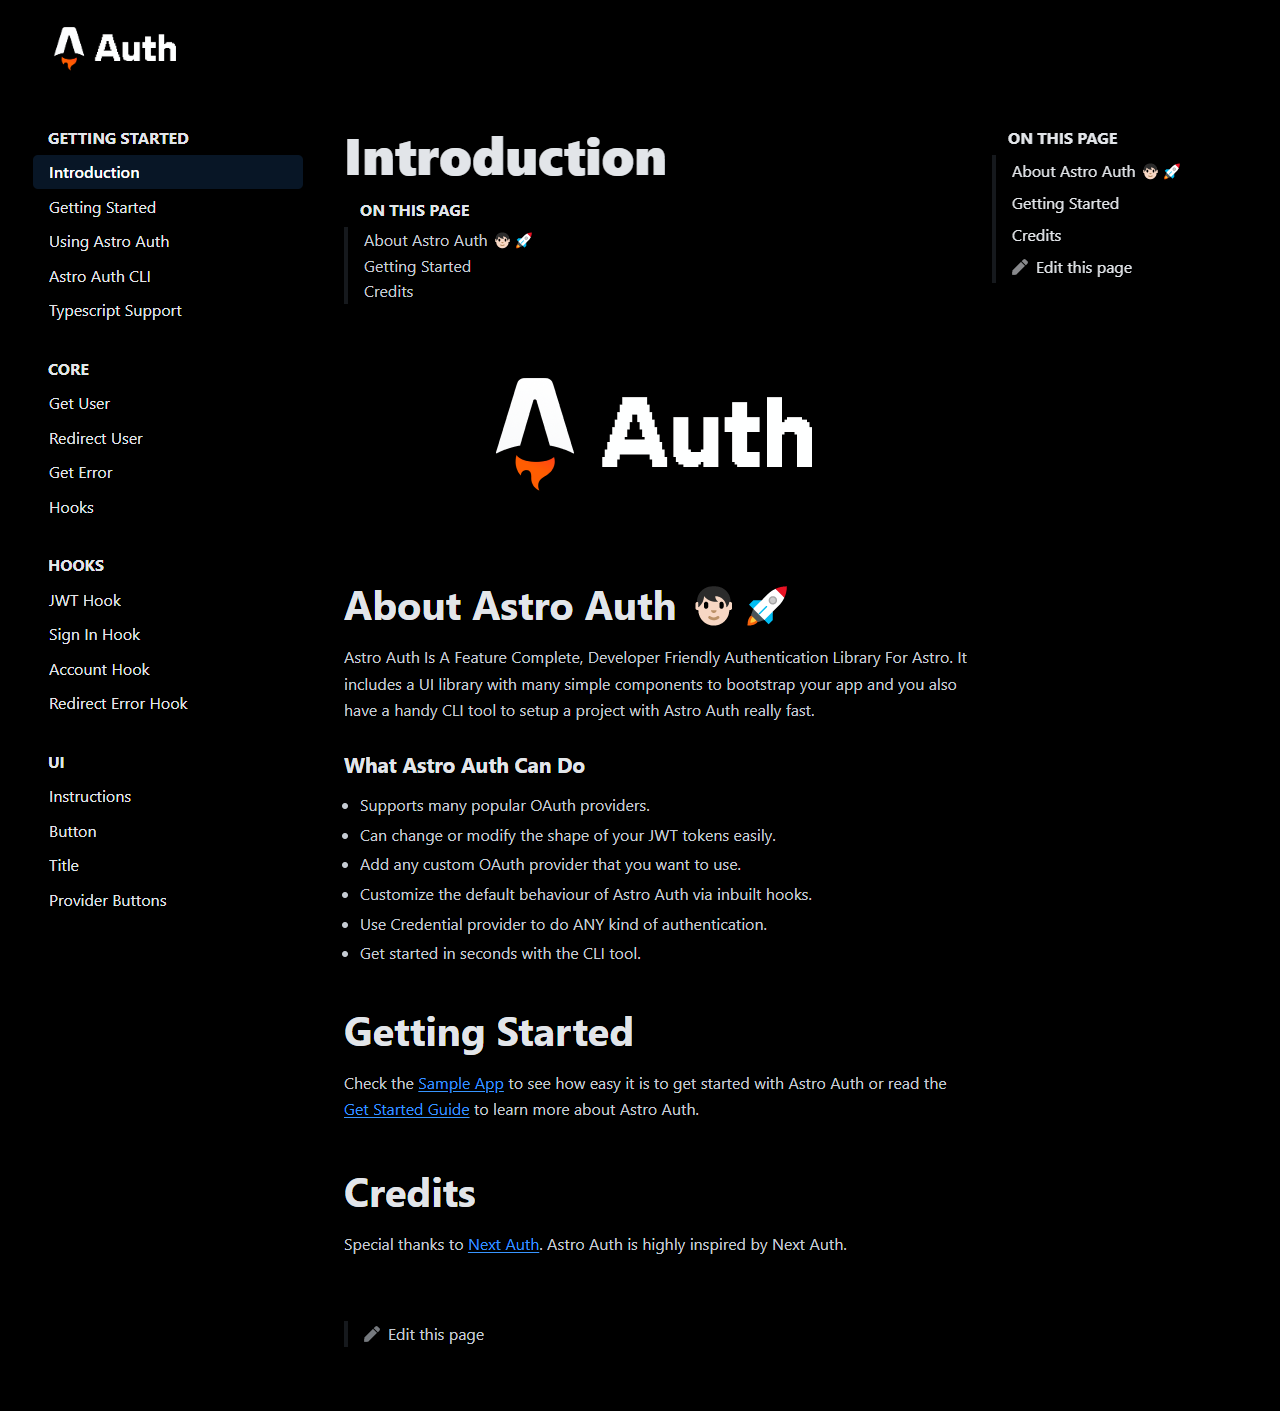 Auth
GETTING STARTED
Introduction
Getting Started
Using Astro Auth
Astro Auth CLI
Typescript Support
CORE
Get User
Redirect User
Get Error
Hooks
HOOKS
JWT Hook
Sign In Hook
Account Hook
Redirect Error Hook
UI
Instructions
Button
Title
Provider Buttons
Introduction
ON THIS PAGE
About Astro Auth 👨🏻‍🚀
Getting Started
Credits
Auth
About Astro Auth 👨🏻‍🚀
Astro Auth Is A Feature Complete, Developer Friendly Authentication Library For Astro. It
includes a UI library with many simple components to bootstrap your app and you also
have a handy CLI tool to setup a project with Astro Auth really fast.
What Astro Auth Can Do
• Supports many popular OAuth providers.
• Can change or modify the shape of your JWT tokens easily.
• Add any custom OAuth provider that you want to use.
• Customize the default behaviour of Astro Auth via inbuilt hooks.
• Use Credential provider to do ANY kind of authentication.
• Get started in seconds with the CLI tool.
Getting Started
Check the Sample App to see how easy it is to get started with Astro Auth or read the
Get Started Guide to learn more about Astro Auth.
Credits
Special thanks to Next Auth. Astro Auth is highly inspired by Next Auth.
Edit this page
ON THIS PAGE
About Astro Auth 👨🏻‍🚀
Getting Started
Credits
Edit this page